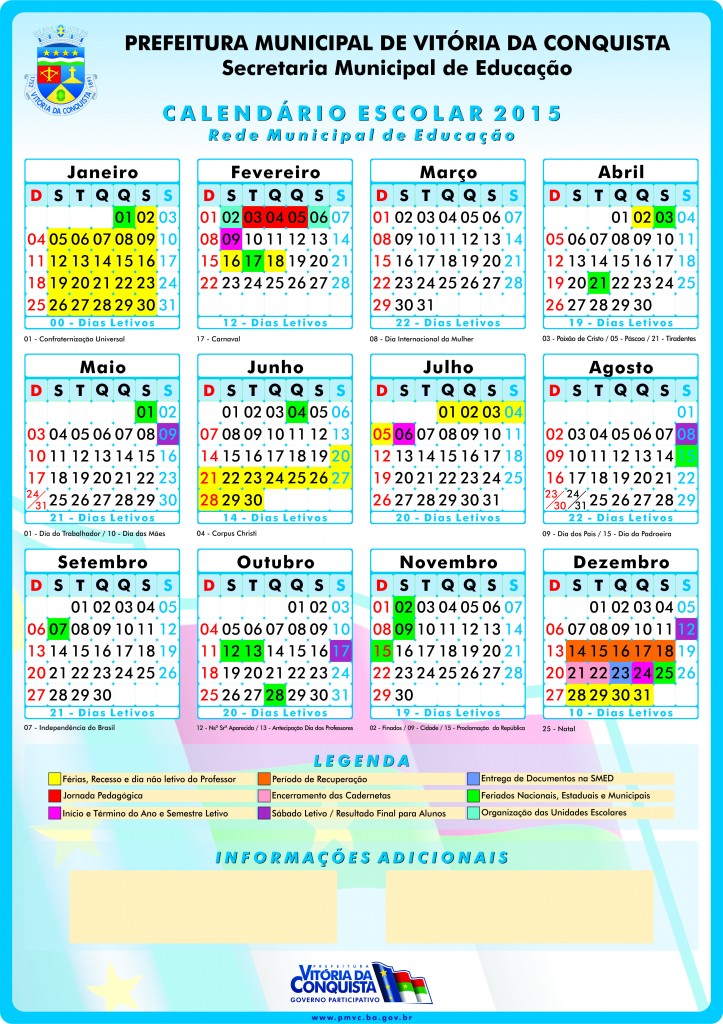 PREFEITURA MUNICIPAL DE VITÓRIA DA CONQUISTA
Secretaria Municipal de Educação
CALENDÁRIO ESCOLAR 2015
Rede Municipal de Educação
VITÓRIA DA CONQUISTA
Janeiro
D S T Q Q S S
01 02 03
04 05 06 07 08 09 10
11 12 13 14 15 16 17
18 19 20 21 22 23 24
25 26 27 28 29 30 31
00 - Dias Letivos
01 - Confraternização Universal
Fevereiro
D S T Q Q S S
01 02 03 04 05 06 07
08 09 10 11 12 13 14
15 16 17 18 19 20 21
22 23 24 25 26 27 28
12 - Dias Letivos
17 - Carnaval
Março
D S T Q Q S S
01 02 03 04 05 06 07
08 09 10 11 12 13 14
15 16 17 18 19 20 21
22 23 24 25 26 27 28
29 30 31
22 - Dias Letivos
08 - Dia Internacional da Mulher
Abril
D S T Q Q S S
01 02 03 04
05 06 07 08 09 10 11
12 13 14 15 16 17 18
19 20 21 22 23 24 25
26 27 28 29 30
19 - Dias Letivos
03 - Paixão de Cristo / 05 - Páscoa / 21 - Tiradentes
Maio
D S T Q Q S S
01 02
03 04 05 06 07 08 09
10 11 12 13 14 15 16
17 18 19 20 21 22 23
24/31 25 26 27 28 29 30
21 - Dias Letivos
01 - Dia do Trabalhador / 10 - Dia das Mães
Junho
D S T Q Q S S
01 02 03 04 05 06
07 08 09 10 11 12 13
14 15 16 17 18 19 20
21 22 23 24 25 26 27
28 29 30
14 - Dias Letivos
04 - Corpus Christi
Julho
D S T Q Q S S
01 02 03 04
05 06 07 08 09 10 11
12 13 14 15 16 17 18
19 20 21 22 23 24 25
26 27 28 29 30 31
20 - Dias Letivos
Agosto
D S T Q Q S S
01
02 03 04 05 06 07 08
09 10 11 12 13 14 15
16 17 18 19 20 21 22
23/30 24/31 25 26 27 28 29
22 - Dias Letivos
09 - Dia dos Pais / 15 - Dia da Padroeira
Setembro
D S T Q Q S S
01 02 03 04 05
06 07 08 09 10 11 12
13 14 15 16 17 18 19
20 21 22 23 24 25 26
27 28 29 30
21 - Dias Letivos
07 - Independência do Brasil
Outubro
D S T Q Q S S
01 02 03
04 05 06 07 08 09 10
11 12 13 14 15 16 17
18 19 20 21 22 23 24
25 26 27 28 29 30 31
20 - Dias Letivos
12 - Nsª Srª Aparecida / 13 - Antecipação Dia dos Professores
Novembro
D S T Q Q S S
01 02 03 04 05 06 07
08 09 10 11 12 13 14
15 16 17 18 19 20 21
22 23 24 25 26 27 28
29 30
19 - Dias Letivos
02 - Finados / 09 - Cidade / 15 - Proclamação da República
Dezembro
D S T Q Q S S
01 02 03 04 05
06 07 08 09 10 11 12
13 14 15 16 17 18 19
20 21 22 23 24 25 26
27 28 29 30 31
10 - Dias Letivos
25 - Natal
LEGENDA
Férias, Recesso e dia não letivo do Professor
Período de Recuperação
Entrega de Documentos na SMED
Jornada Pedagógica
Encerramento das Cadernetas
Feriados Nacionais, Estaduais e Municipais
Início e Término do Ano e Semestre Letivo
Sábado Letivo / Resultado Final para Alunos
Organização das Unidades Escolares
INFORMAÇÕES ADICIONAIS
PREFEITURA
VITÓRIA DA
CONQUISTA
GOVERNO PARTICIPATIVO
www.pmvc.ba.gov.br